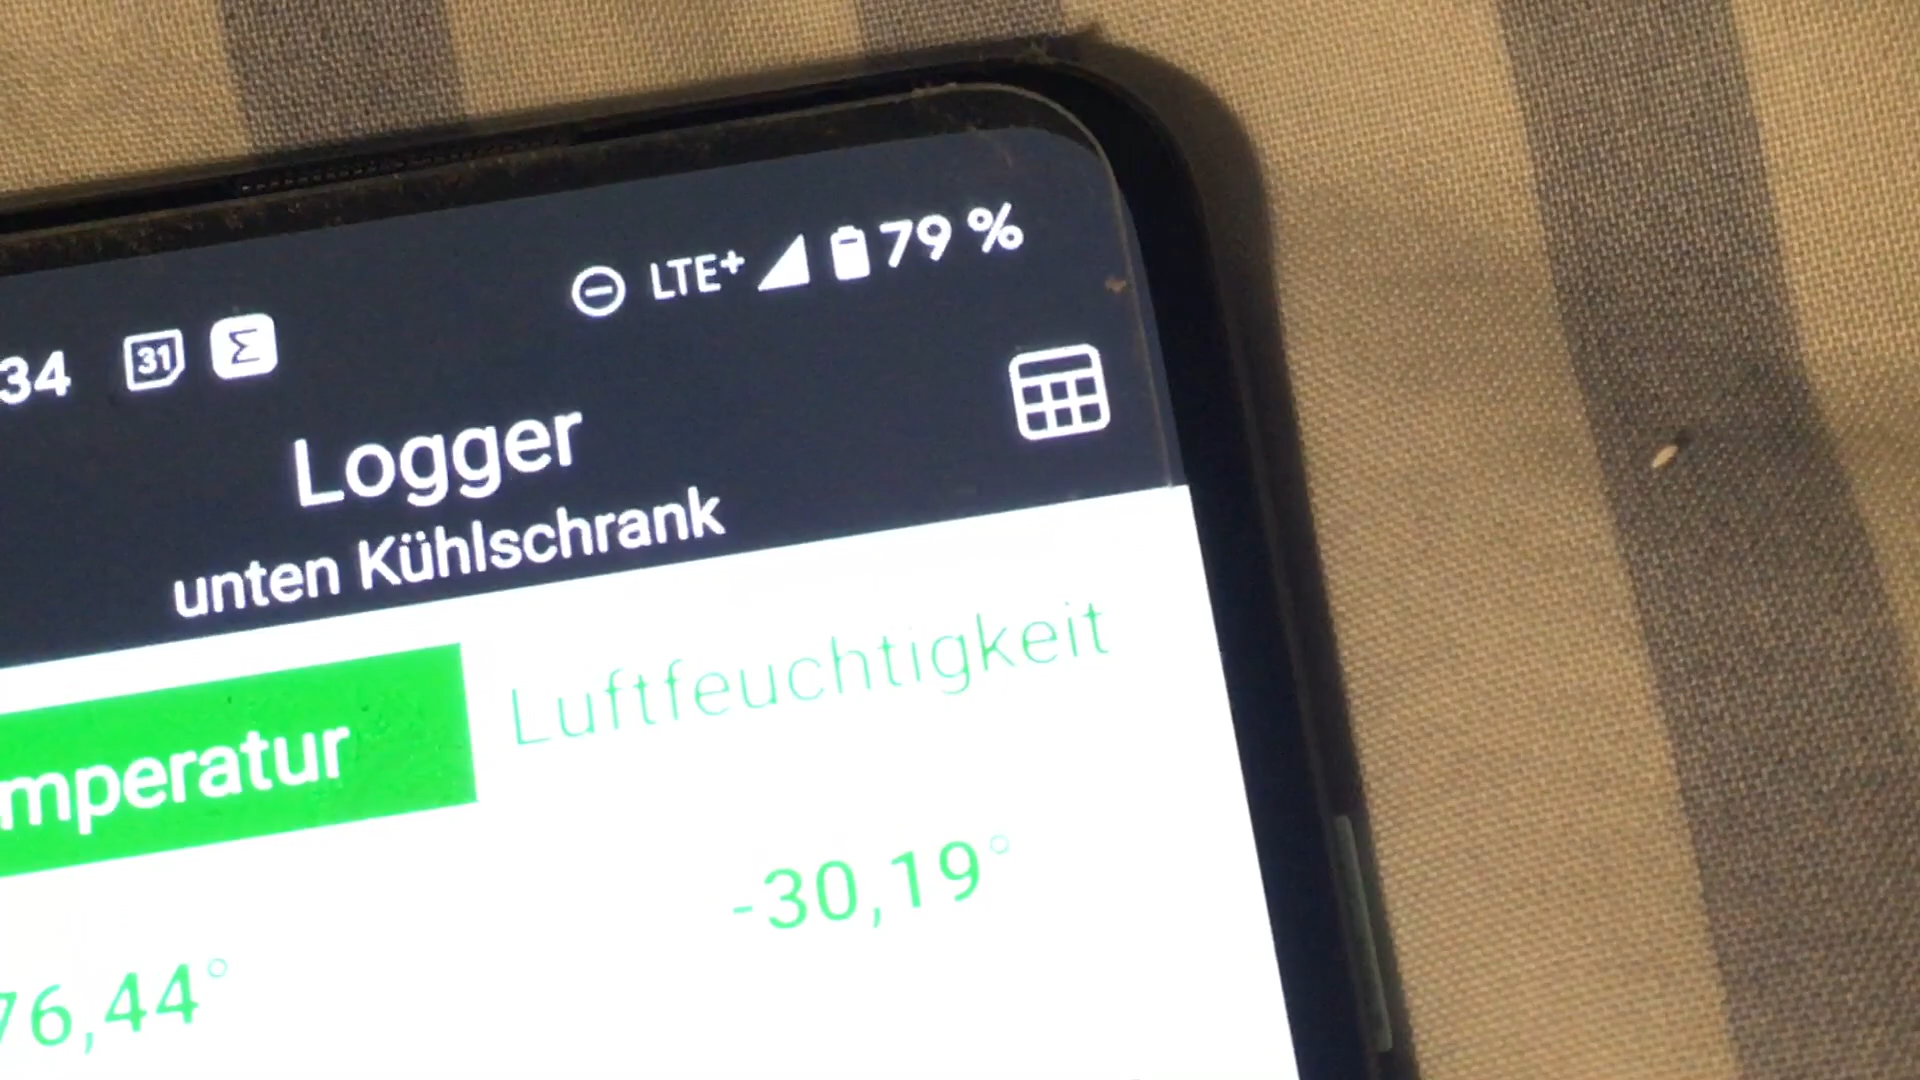 34 31 Σ LTE+ 79 %
Logger
unten Kühlschrank
mperatur Luftfeuchtigkeit
76,44° -30,19°